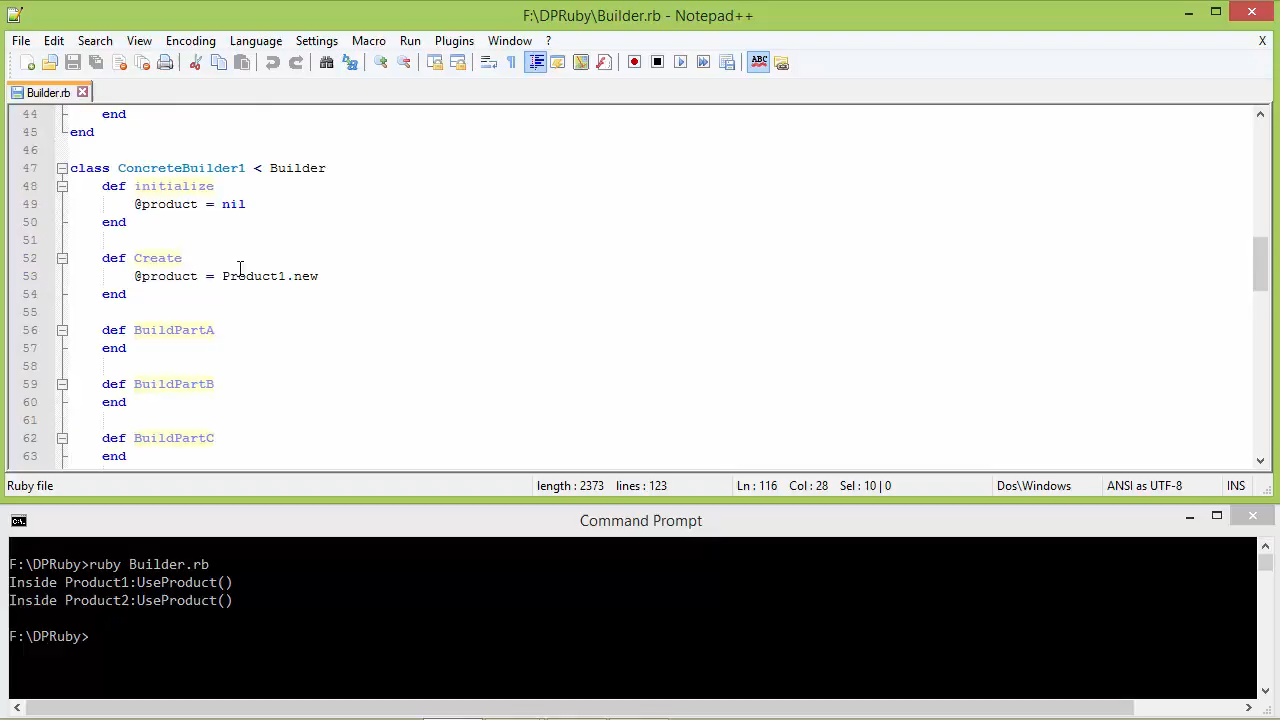 F:\DPRuby\Builder.rb - Notepad++
File Edit Search View Encoding Language Settings Macro Run Plugins Window ? X
ABC
Builder.rb
44 end
45 end
46
47 class ConcreteBuilder1 < Builder
48 def initialize
49 @product = nil
50 end
51
52 def Create
53 @product = Product1.new
54 end
55
56 def BuildPartA
57 end
58
59 def BuildPartB
60 end
61
62 def BuildPartC
63 end
Ruby file length : 2373 lines : 123 Ln : 116 Col : 28 Sel : 10 | 0 Dos\Windows ANSI as UTF-8 INS
C:\. Command Prompt
F:\DPRuby>ruby Builder.rb
Inside Product1:UseProduct()
Inside Product2:UseProduct()
F:\DPRuby>